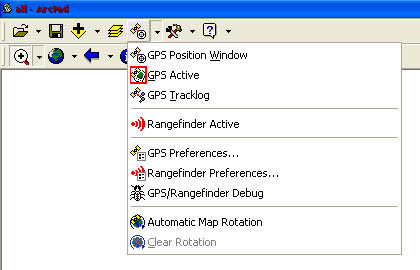 all - ArcPad
GPS Position Window
GPS Active
GPS Tracklog
Rangefinder Active
GPS Preferences...
Rangefinder Preferences...
GPS/Rangefinder Debug
Automatic Map Rotation
Clear Rotation